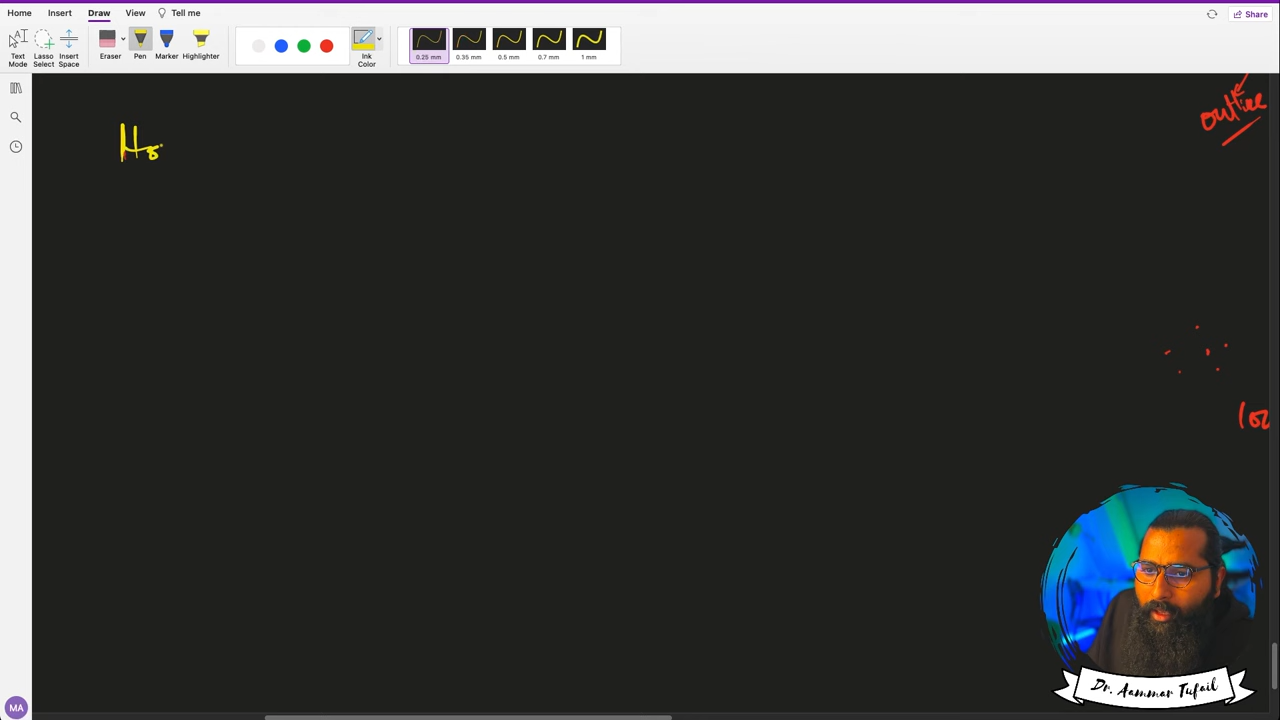 Home Insert Draw View Tell me
Share
Text Mode
Lasso Select
Insert Space
Eraser
Pen
Marker
Highlighter
Ink Color
0.25 mm
0.35 mm
0.5 mm
0.7 mm
1 mm
MA
Dr. Aammar Tufail